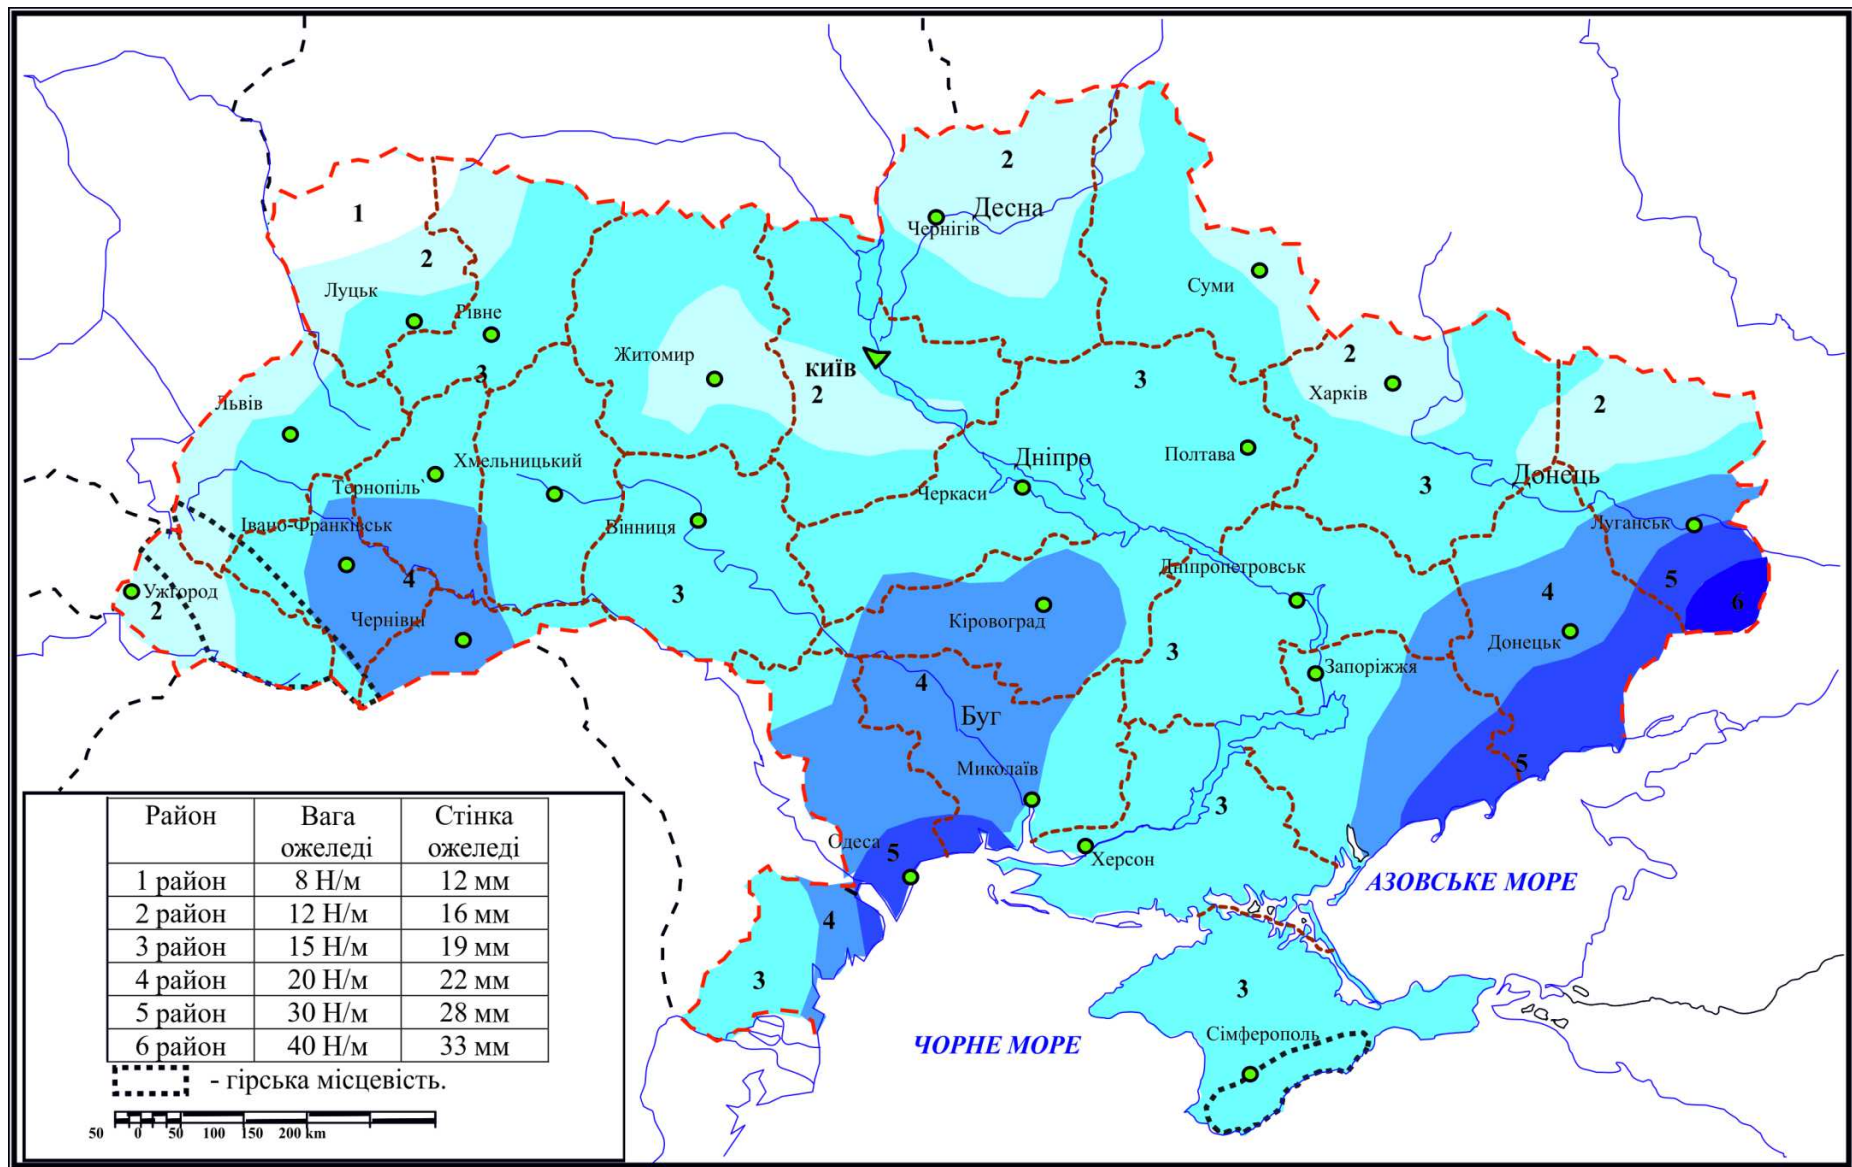 2
1
Десна
Чернігів
2
Луцьк
Суми
Рівне
Житомир
київ
2
3
3
2
Харків
2
Львів
Хмельницький
Дніпро
Полтава
Донець
Тернопіль`
Черкаси
3
Івано-Франківськ
Вінниця
Луганськ
4
Дніпропетровськ
5
Ужгород
2
3
4
6
Чернівці
Кіровоград
Донецьк
3
Запоріжжя
4
Буг
Миколаїв
5
3
Одеса
5
Херсон
АЗОВСЬКЕ МОРЕ
4
3
3
Сімферополь
ЧОРНЕ МОРЕ
Район Вага ожеледі Стінка ожеледі
1 район 8 Н/м 12 мм
2 район 12 Н/м 16 мм
3 район 15 Н/м 19 мм
4 район 20 Н/м 22 мм
5 район 30 Н/м 28 мм
6 район 40 Н/м 33 мм
- гірська місцевість.
50 0 50 100 150 200 km